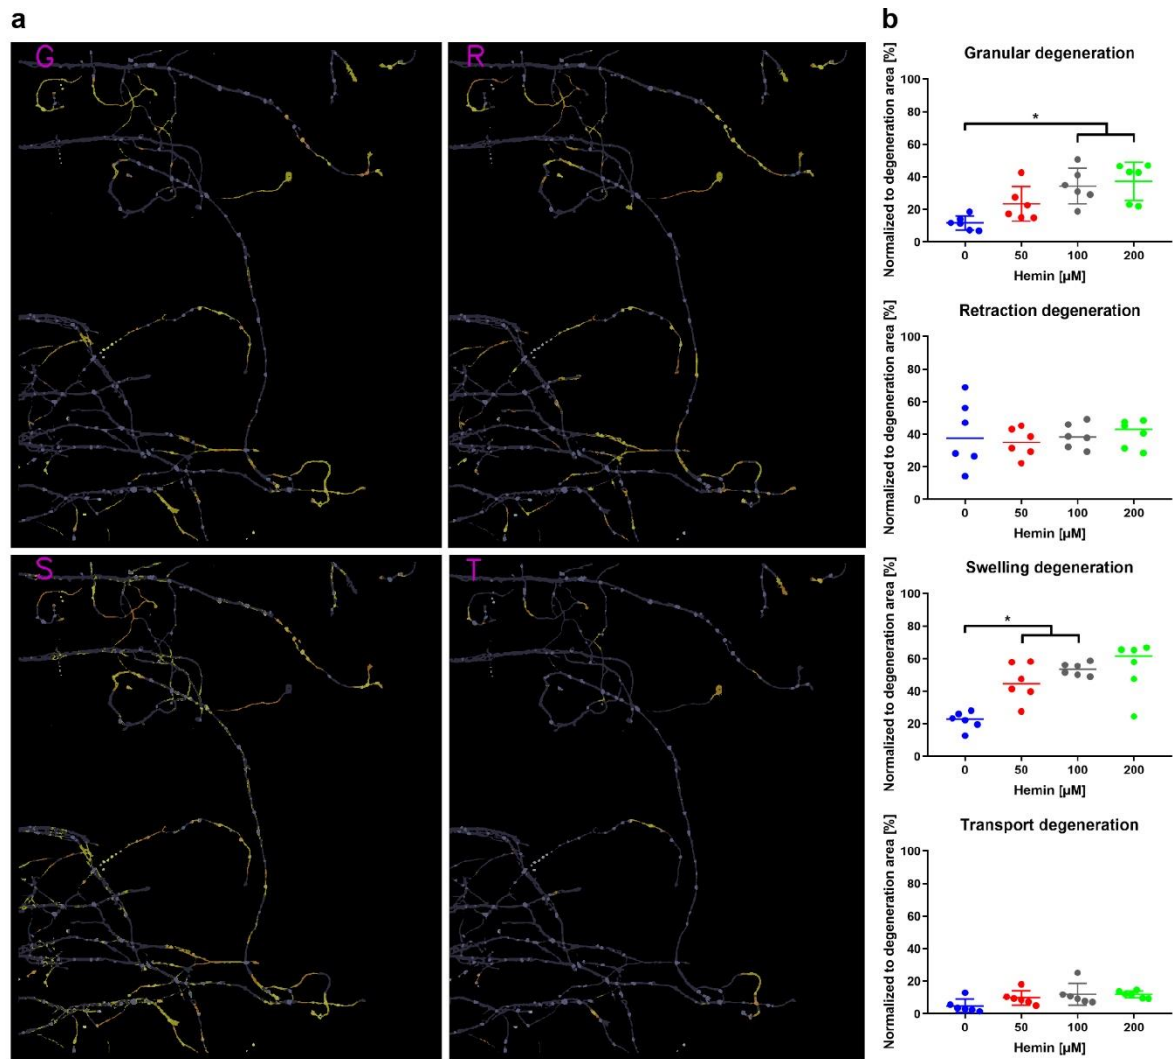 a
b
G
R
S
T
Granular degeneration
Normalized to degeneration area [%]
100
80
60
40
20
0
*
0 50 100 200
Hemin [µM]
Retraction degeneration
Normalized to degeneration area [%]
100
80
60
40
20
0
0 50 100 200
Hemin [µM]
Swelling degeneration
Normalized to degeneration area [%]
100
80
60
40
20
0
*
0 50 100 200
Hemin [µM]
Transport degeneration
Normalized to degeneration area [%]
100
80
60
40
20
0
0 50 100 200
Hemin [µM]